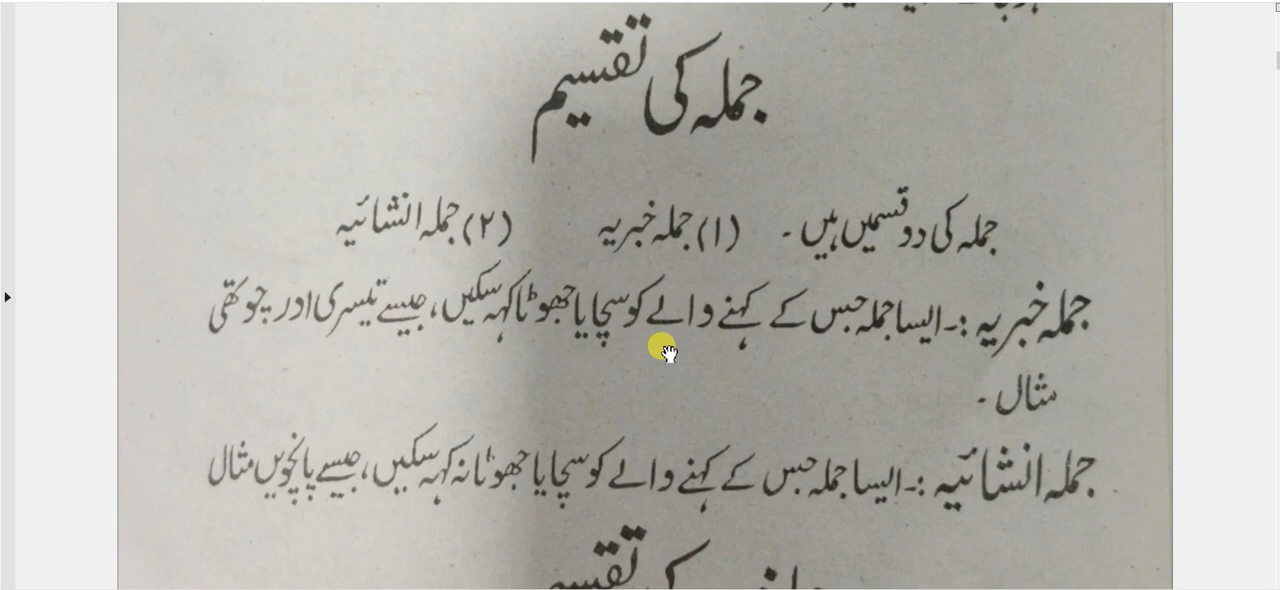 جملہ کی تقسیم
جملہ کی دو قسمیں ہیں ۔ (۱) جملہ خبریہ (۲) جملہ انشائیہ
جملہ خبریہ :۔ ایسا جملہ جس کے کہنے والے کو سچا یا جھوٹا کہہ سکیں، جیسے تیسری اور چوتھی
مثال ۔
جملہ انشائیہ :۔ ایسا جملہ جس کے کہنے والے کو سچا یا جھوٹا نہ کہہ سکیں، جیسے پانچویں مثال
کی تقسیم